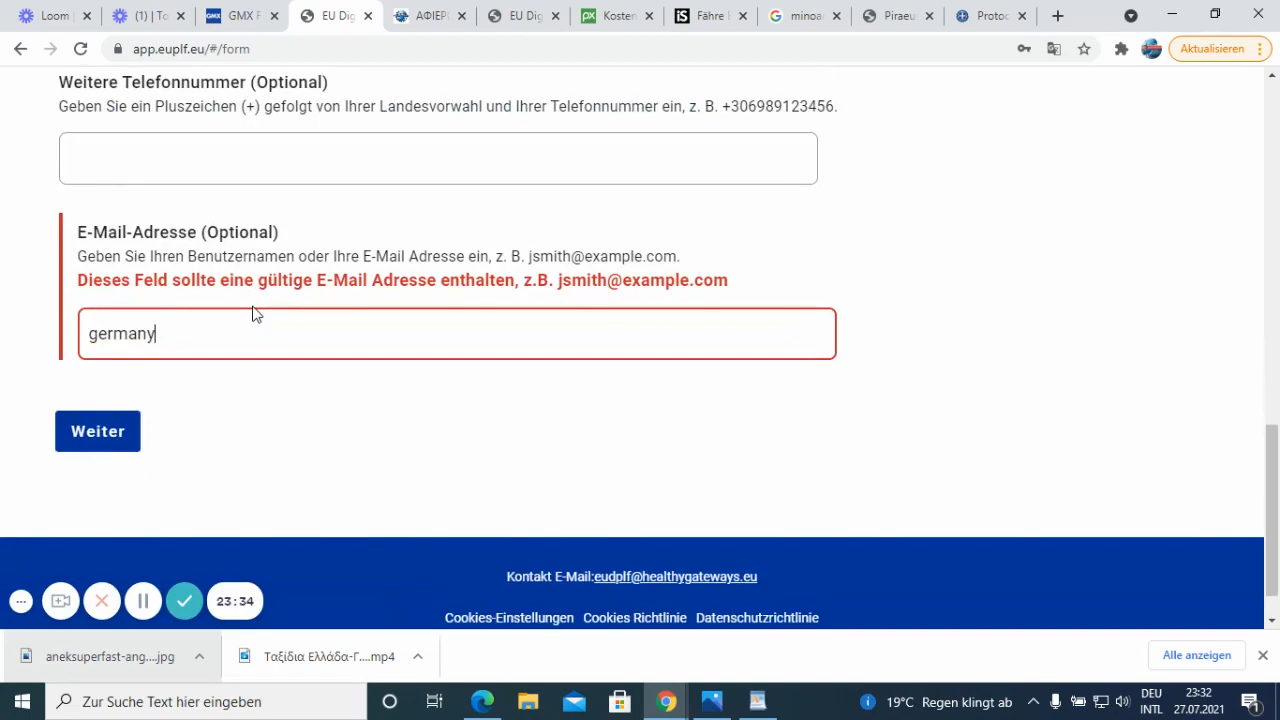 Loom
(1) To
GMX F
EU Dig
ΑΦΙΕΡ
EU Dig
px
Kosten
iS
Fähre
minoa
Piraeu
Protoc
app.euplf.eu/#/form
Aktualisieren
Weitere Telefonnummer (Optional)
Geben Sie ein Pluszeichen (+) gefolgt von Ihrer Landesvorwahl und Ihrer Telefonnummer ein, z. B. +306989123456.
E-Mail-Adresse (Optional)
Geben Sie Ihren Benutzernamen oder Ihre E-Mail Adresse ein, z. B. jsmith@example.com.
Dieses Feld sollte eine gültige E-Mail Adresse enthalten, z.B. jsmith@example.com
germany
Weiter
Kontakt E-Mail:eudplf@healthygateways.eu
23:34
Cookies-Einstellungen Cookies Richtlinie Datenschutzrichtlinie
aneksuperfast-ang....jpg
Ταξίδια Ελλάδα-Γ....mp4
Alle anzeigen
Zur Suche Text hier eingeben
19°C Regen klingt ab
DEU
INTL
23:32
27.07.2021
1